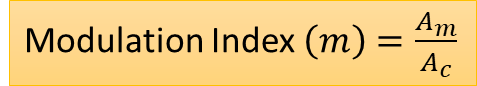 Modulation Index (m) = A_m / A_c